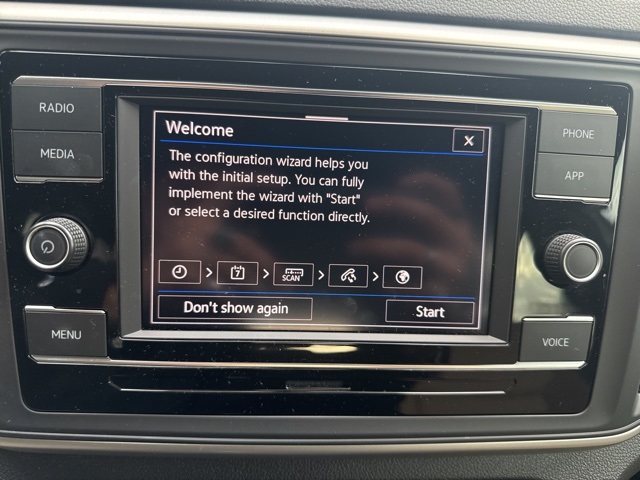 RADIO
MEDIA
MENU
Welcome
X
The configuration wizard helps you
with the initial setup. You can fully
implement the wizard with "Start"
or select a desired function directly.
7
SCAN
Don't show again
Start
PHONE
APP
VOICE